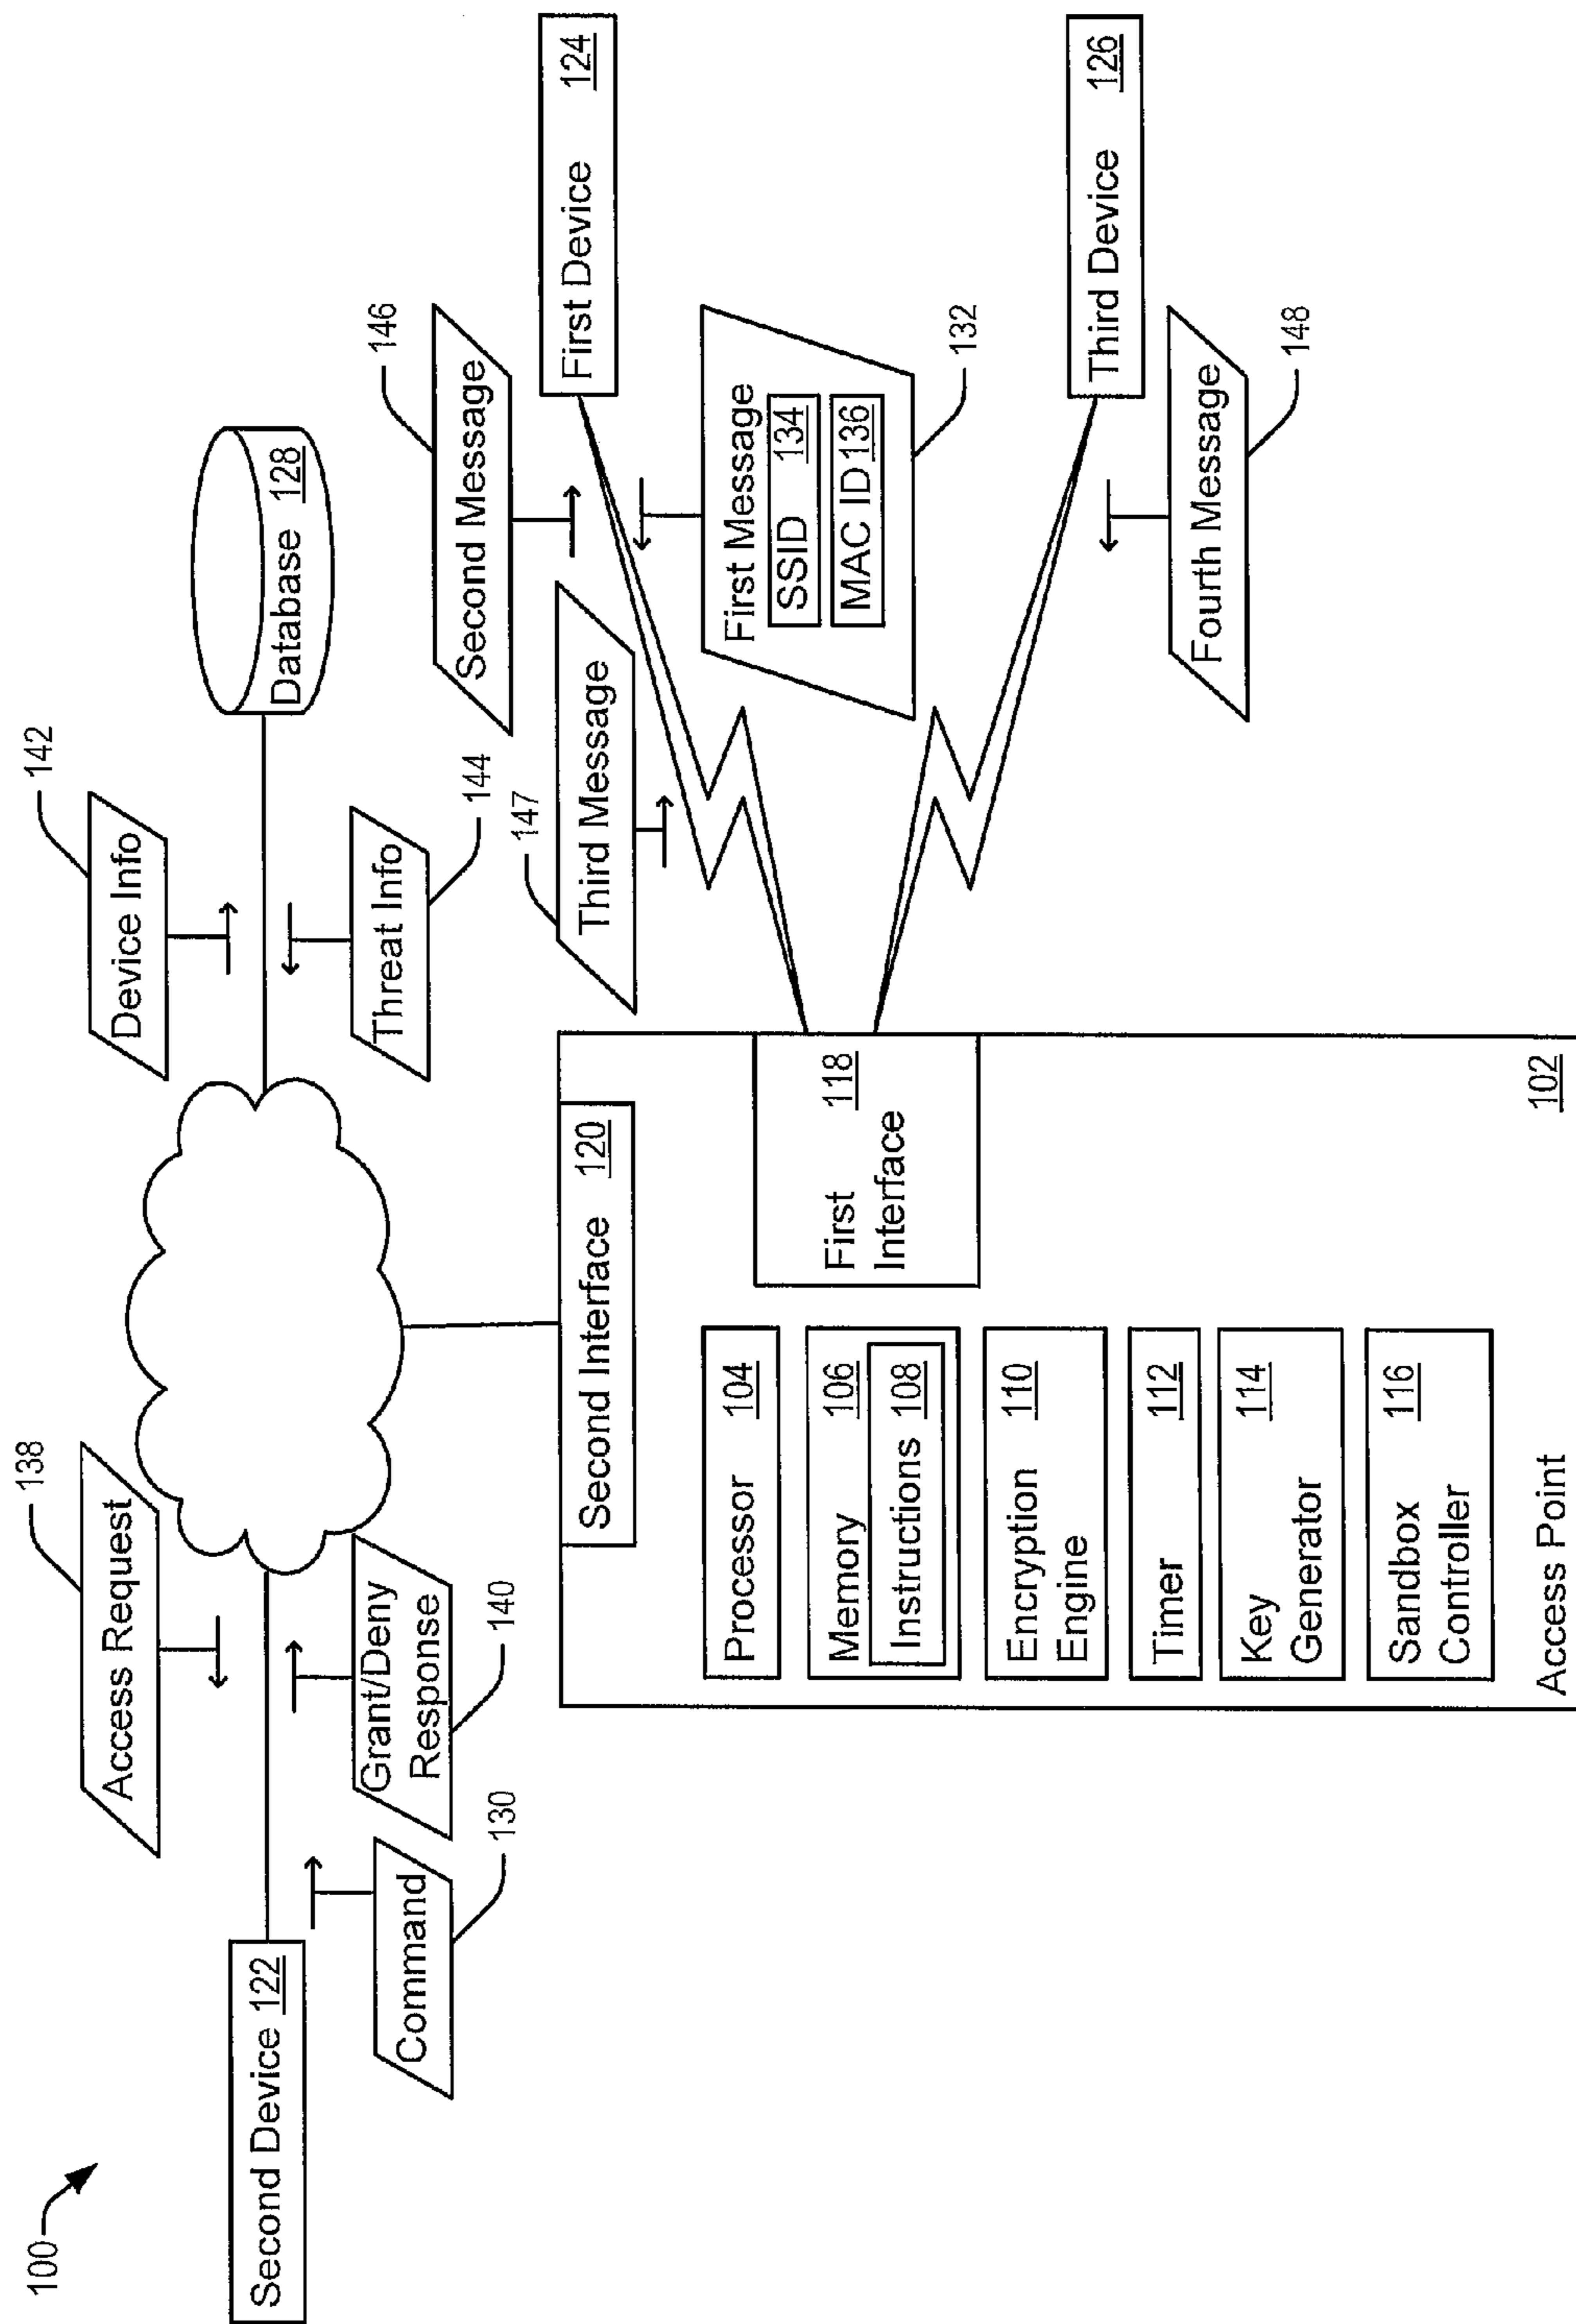 100
Second Device 122
138
Access Request
Grant/Deny
Response
140
Command
130
142
Device Info
Threat Info
144
Database 128
146
Second Message
147
Third Message
First Device 124
First Message
SSID 134
MAC ID 136
132
Third Device 126
Fourth Message
148
Second Interface 120
First
Interface
118
Processor 104
Memory 106
Instructions 108
Encryption
Engine
110
Timer 112
Key
Generator
114
Sandbox
Controller
116
Access Point
102